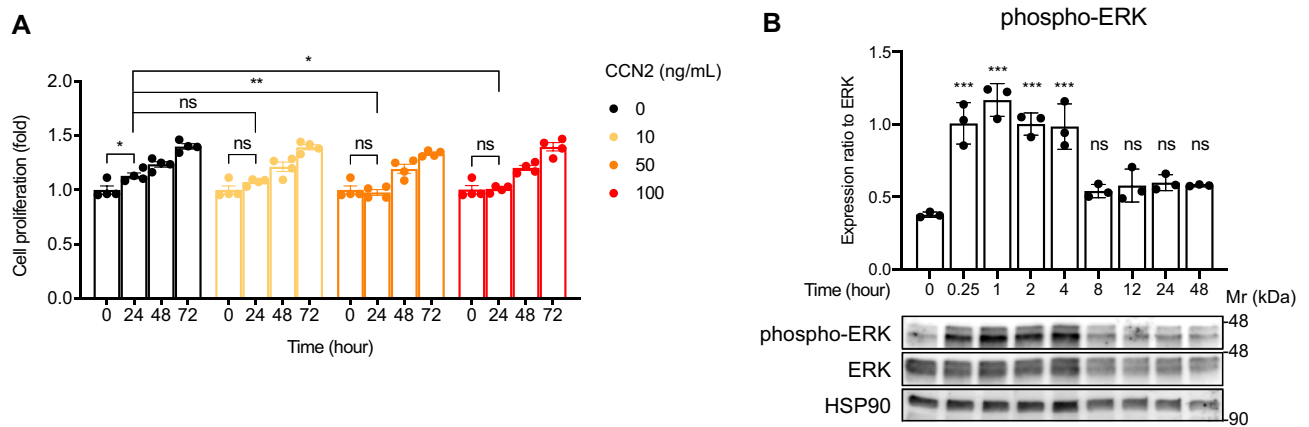 A
Cell proliferation (fold)
2.0
1.5
1.0
0.5
0.0
*
**
ns
* ns ns ns
0 24 48 72 0 24 48 72 0 24 48 72 0 24 48 72
Time (hour)
CCN2 (ng/mL)
0
10
50
100
B
phospho-ERK
Expression ratio to ERK
1.5
1.0
0.5
0.0
*** *** *** *** ns ns ns ns
Time (hour) 0 0.25 1 2 4 8 12 24 48 Mr (kDa)
phospho-ERK -48
ERK -48
HSP90 -90